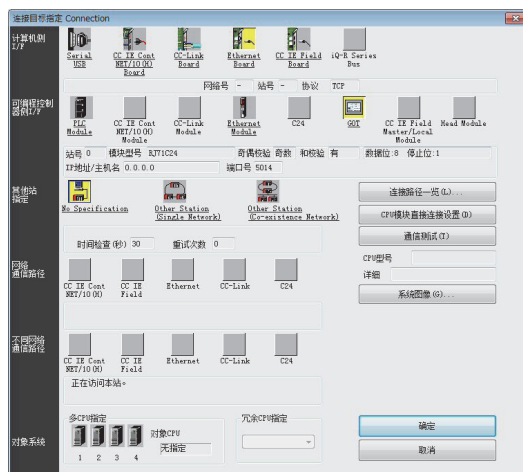 连接目标指定 Connection
计算机侧 I/F
Serial USB
CC IE Cont NET/10(H) Board
CC-Link Board
Ethernet Board
CC IE Field Board
iQ-R Series Bus
网络号 - 站号 - 协议 TCP
可编程控制器侧I/F
PLC Module
CC IE Cont NET/10(H) Module
CC-Link Module
Ethernet Module
C24
GOT
CC IE Field Master/Local Module
Head Module
站号 0 模块型号 RJ71C24 奇偶校验 奇数 和校验 有 数据位:8 停止位:1
IP地址/主机名 0.0.0.0 端口号 5014
其他站指定
No Specification
Other Station (Single Network)
Other Station (Co-existence Network)
时间检查(秒) 30 重试次数 0
连接路径一览(L)...
CPU模块直接连接设置(D)
通信测试(T)
CPU型号
详细
系统图像(G)...
网络通信路径
CC IE Cont NET/10(H)
CC IE Field
Ethernet
CC-Link
C24
不同网络通信路径
CC IE Cont NET/10(H)
CC IE Field
Ethernet
CC-Link
C24
正在访问本站。
对象系统
多CPU指定
1 2 3 4
对象CPU
无指定
冗余CPU指定
确定
取消